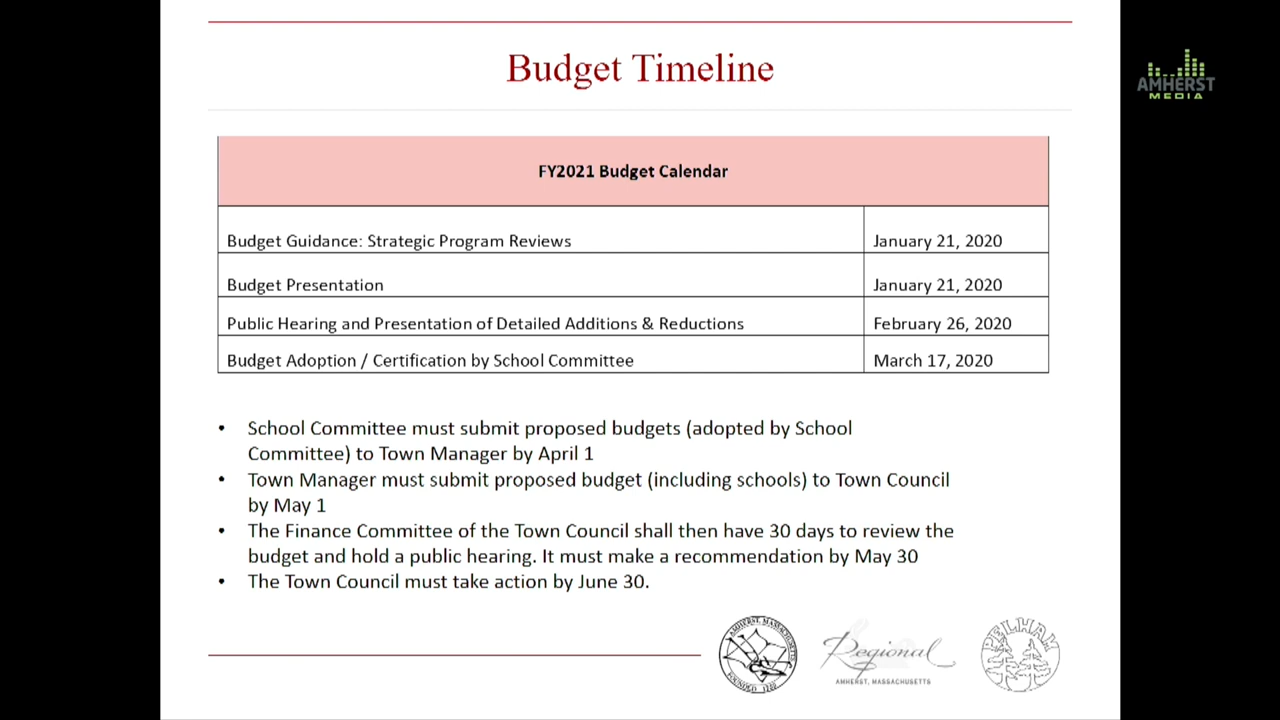 Budget Timeline
AMHERST
MEDIA
FY2021 Budget Calendar
Budget Guidance: Strategic Program Reviews January 21, 2020
Budget Presentation January 21, 2020
Public Hearing and Presentation of Detailed Additions & Reductions February 26, 2020
Budget Adoption / Certification by School Committee March 17, 2020
• School Committee must submit proposed budgets (adopted by School
Committee) to Town Manager by April 1
• Town Manager must submit proposed budget (including schools) to Town Council
by May 1
• The Finance Committee of the Town Council shall then have 30 days to review the
budget and hold a public hearing. It must make a recommendation by May 30
• The Town Council must take action by June 30.
AMHERST, MASSACHUSETTS
FOUNDED
Regional
AMHERST, MASSACHUSETTS
PELHAM